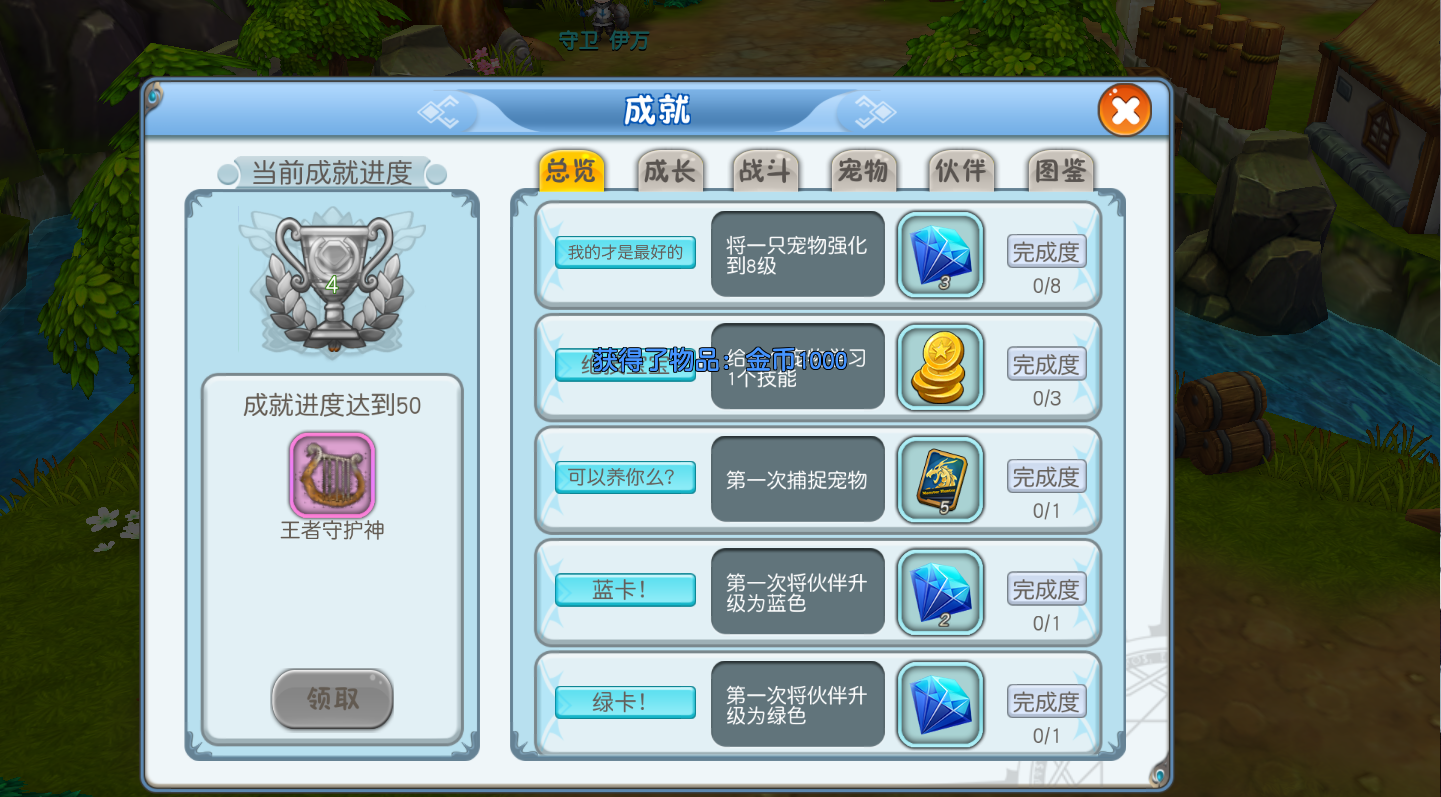 守卫 伊万
成就
当前成就进度
4
成就进度达到50
王者守护神
领取
总览 成长 战斗 宠物 伙伴 图鉴
我的才是最好的
将一只宠物强化
到8级
3
完成度
0/8
获得了物品：金币1000
1个技能
完成度
0/3
可以养你么？
第一次捕捉宠物
5
完成度
0/1
蓝卡！
第一次将伙伴升
级为蓝色
2
完成度
0/1
绿卡！
第一次将伙伴升
级为绿色
完成度
0/1